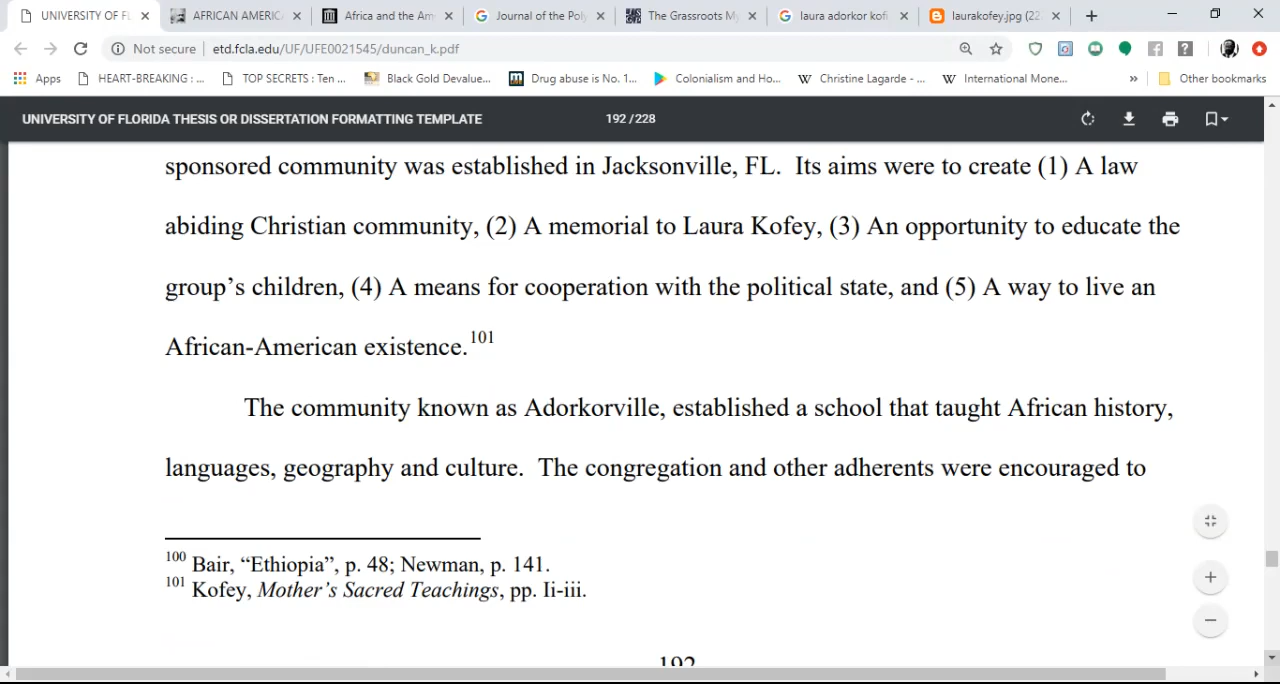 UNIVERSITY OF FL
AFRICAN AMERIC
Africa and the Am
Journal of the Pol
The Grassroots M
laura adorkor kofi
laurakofey.jpg (22
Not secure | etd.fcla.edu/UF/UFE0021545/duncan_k.pdf
Apps
HEART-BREAKING : ...
TOP SECRETS : Ten ...
Black Gold Devalue...
Drug abuse is No. 1...
Colonialism and Ho...
Christine Lagarde - ...
International Mone...
»
Other bookmarks
UNIVERSITY OF FLORIDA THESIS OR DISSERTATION FORMATTING TEMPLATE
192 / 228
sponsored community was established in Jacksonville, FL. Its aims were to create (1) A law
abiding Christian community, (2) A memorial to Laura Kofey, (3) An opportunity to educate the
group's children, (4) A means for cooperation with the political state, and (5) A way to live an
African-American existence.101
The community known as Adorkorville, established a school that taught African history,
languages, geography and culture. The congregation and other adherents were encouraged to
100 Bair, “Ethiopia”, p. 48; Newman, p. 141.
101 Kofey, Mother's Sacred Teachings, pp. Ii-iii.
192